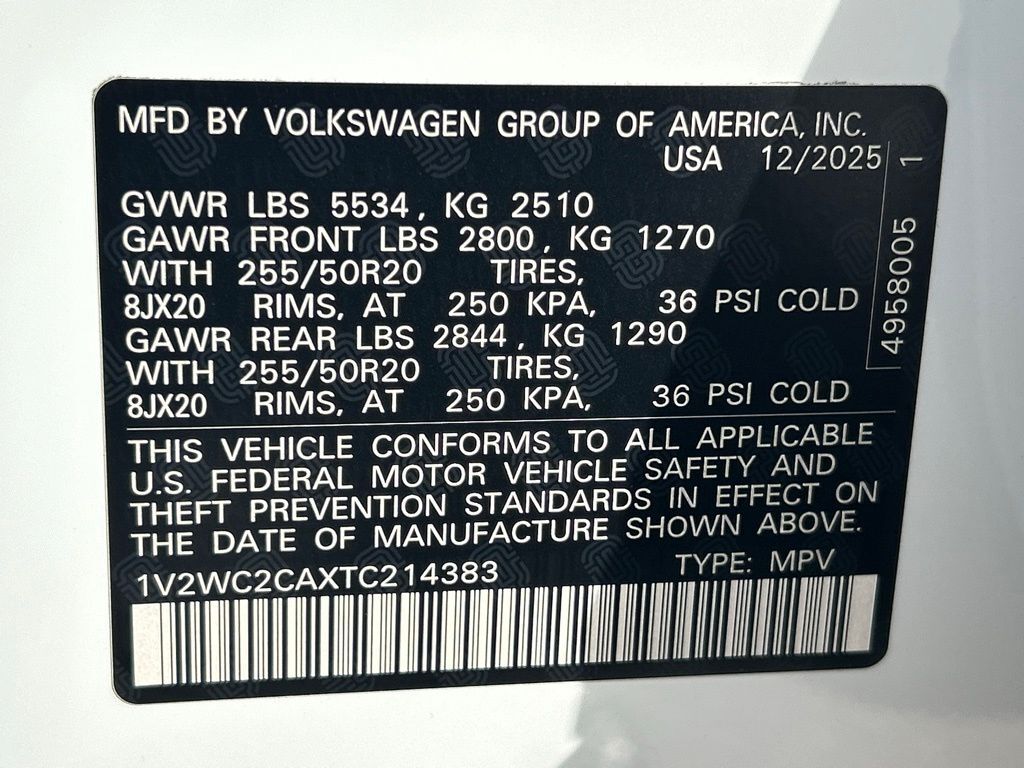 MFD BY VOLKSWAGEN GROUP OF AMERICA, INC.
USA 12/2025
GVWR LBS 5534, KG 2510
GAWR FRONT LBS 2800, KG 1270
WITH 255/50R20 TIRES,
8JX20 RIMS, AT 250 KPA, 36 PSI COLD
GAWR REAR LBS 2844, KG 1290
WITH 255/50R20 TIRES,
8JX20 RIMS, AT 250 KPA, 36 PSI COLD
4958005 1
THIS VEHICLE CONFORMS TO ALL APPLICABLE
U.S. FEDERAL MOTOR VEHICLE SAFETY AND
THEFT PREVENTION STANDARDS IN EFFECT ON
THE DATE OF MANUFACTURE SHOWN ABOVE.
1V2WC2CAXTC214383 TYPE: MPV